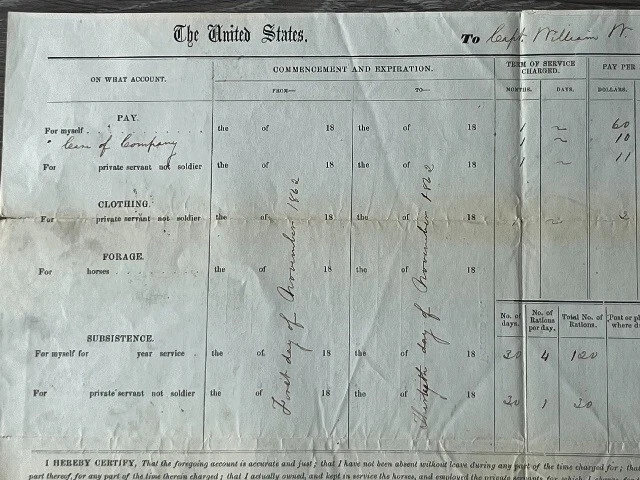 The United States,
To Capt. William W.
ON WHAT ACCOUNT. COMMENCEMENT AND EXPIRATION. TERM OF SERVICE CHARGED. PAY PER
FROM— TO— MONTHS. DAYS. DOLLARS.
PAY.
For myself . . . . the of 18 the of 18 1 ~ 60
" Com of Company 1 ~ 10
For private servant not soldier the of 18 the of 18 1 ~ 11
First day of November 1862
Thirtyth day of November 1862
CLOTHING.
For private servant not soldier the of 18 the of 18 1 ~ 2
FORAGE.
For horses the of 18 the of 18
No. of days. No. of Rations per day. Total No. of Rations. Post or pl
where d
SUBSISTENCE.
For myself for year service . the of 18 the of 18 30 4 120
For private servant not soldier the of 18 the of 18 30 1 30
I HEREBY CERTIFY, That the foregoing account is accurate and just; that I have not been absent without leave during any part of the time charged for; tha
part thereof, for any part of the time therein charged; that I actually owned, and kept in service the horses, and employed the private servants for which I